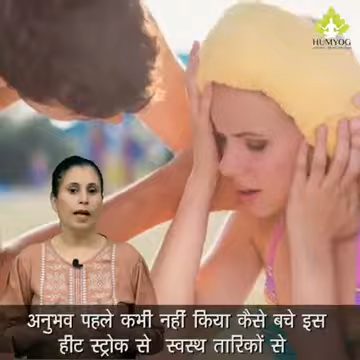 HUMYOG
अनुभव पहले कभी नहीं किया कैसे बचे इस
हीट स्ट्रोक से स्वस्थ तारिकों से